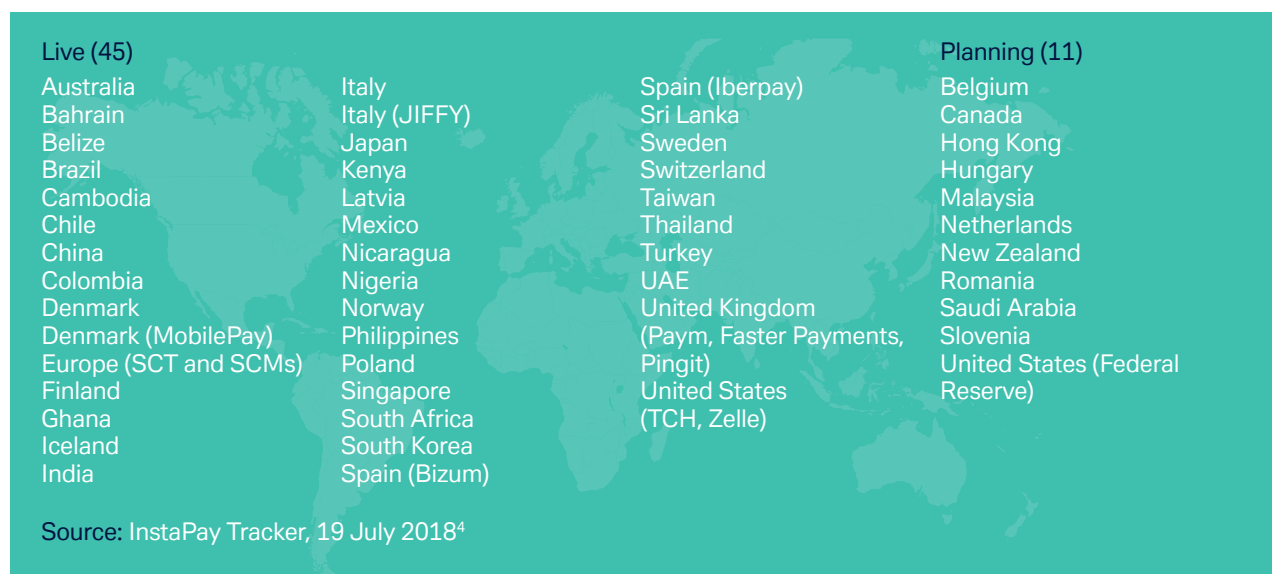 Live (45)
Australia
Bahrain
Belize
Brazil
Cambodia
Chile
China
Colombia
Denmark
Denmark (MobilePay)
Europe (SCT and SCMs)
Finland
Ghana
Iceland
India
Italy
Italy (JIFFY)
Japan
Kenya
Latvia
Mexico
Nicaragua
Nigeria
Norway
Philippines
Poland
Singapore
South Africa
South Korea
Spain (Bizum)
Spain (Iberpay)
Sri Lanka
Sweden
Switzerland
Taiwan
Thailand
Turkey
UAE
United Kingdom
(Paym, Faster Payments,
Pingit)
United States
(TCH, Zelle)
Planning (11)
Belgium
Canada
Hong Kong
Hungary
Malaysia
Netherlands
New Zealand
Romania
Saudi Arabia
Slovenia
United States (Federal
Reserve)
Source: InstaPay Tracker, 19 July 2018⁴